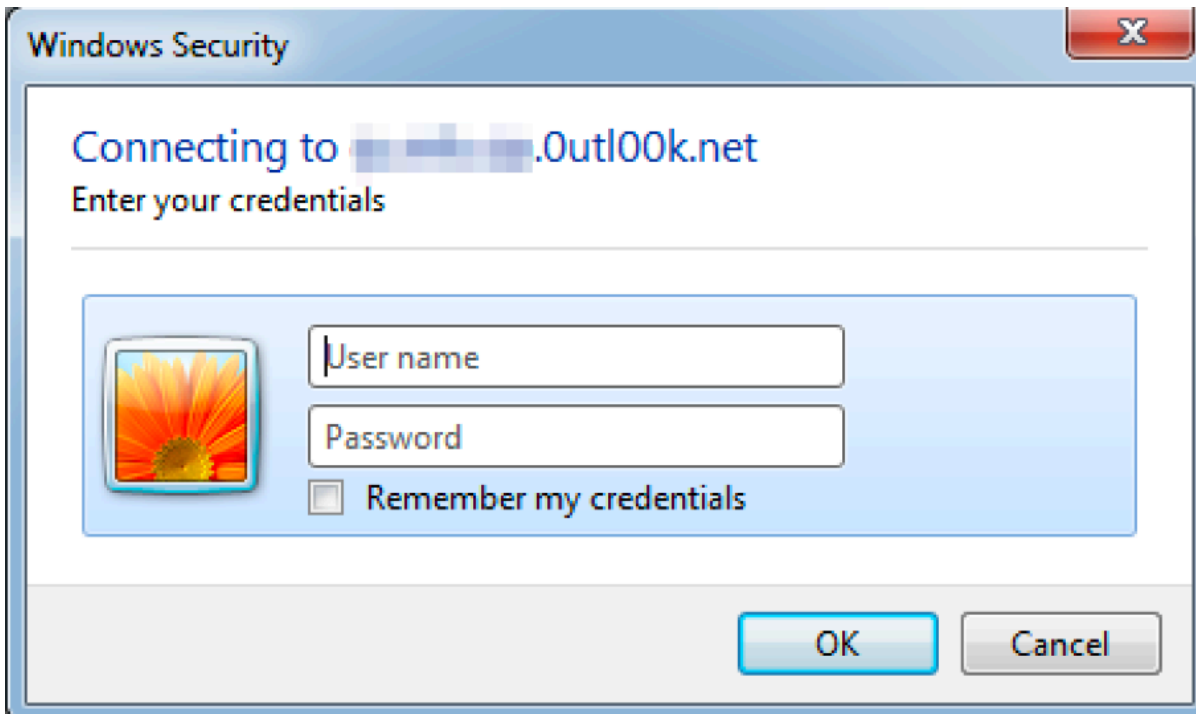 Windows Security
Connecting to .0utl00k.net
Enter your credentials
User name
Password
Remember my credentials
OK
Cancel